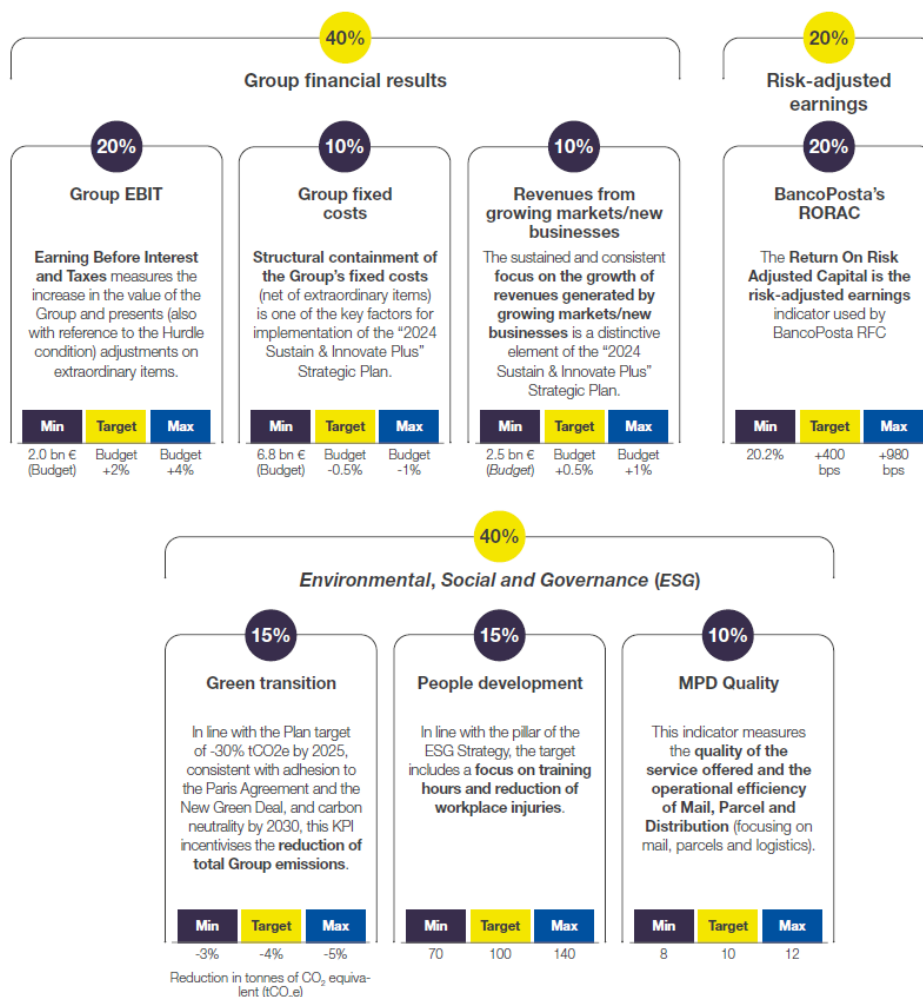 40%
Group financial results
20%
Group EBIT
Earning Before Interest
and Taxes measures the
increase in the value of the
Group and presents (also
with reference to the Hurdle
condition) adjustments on
extraordinary items.
Min Target Max
2.0 bn € Budget Budget
(Budget) +2% +4%
10%
Group fixed
costs
Structural containment of
the Group's fixed costs
(net of extraordinary items)
is one of the key factors for
implementation of the “2024
Sustain & Innovate Plus”
Strategic Plan.
Min Target Max
6.8 bn € Budget Budget
(Budget) -0.5% -1%
10%
Revenues from
growing markets/new
businesses
The sustained and consistent
focus on the growth of
revenues generated by
growing markets/new
businesses is a distinctive
element of the “2024
Sustain & Innovate Plus”
Strategic Plan.
Min Target Max
2.5 bn € Budget Budget
(Budget) +0.5% +1%
20%
Risk-adjusted
earnings
20%
BancoPosta's
RORAC
The Return On Risk
Adjusted Capital is the
risk-adjusted earnings
indicator used by
BancoPosta RFC
Min Target Max
20.2% +400 +980
bps bps
40%
Environmental, Social and Governance (ESG)
15%
Green transition
In line with the Plan target
of -30% tCO2e by 2025,
consistent with adhesion to
the Paris Agreement and the
New Green Deal, and carbon
neutrality by 2030, this KPI
incentivises the reduction of
total Group emissions.
Min Target Max
-3% -4% -5%
Reduction in tonnes of CO₂ equiva-
lent (tCO₂e)
15%
People development
In line with the pillar of the
ESG Strategy, the target
includes a focus on training
hours and reduction of
workplace injuries.
Min Target Max
70 100 140
10%
MPD Quality
This indicator measures
the quality of the
service offered and the
operational efficiency
of Mail, Parcel and
Distribution (focusing on
mail, parcels and logistics).
Min Target Max
8 10 12